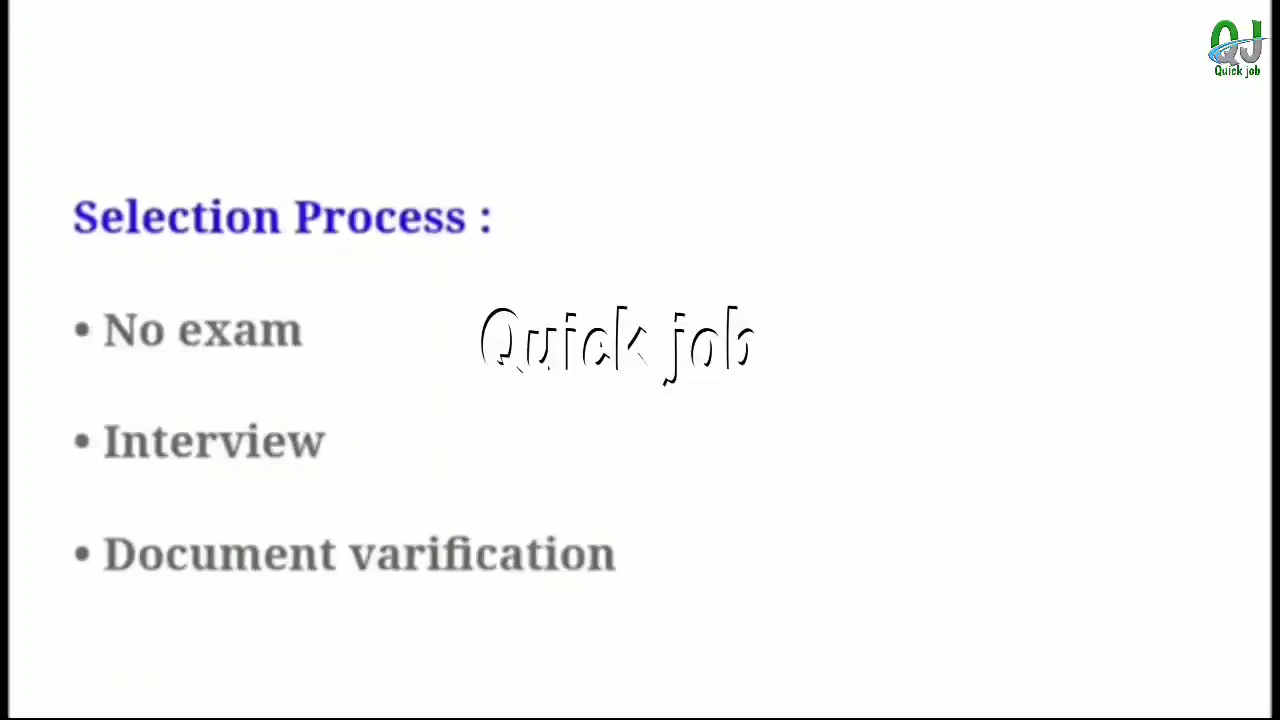 QJ
Quick job
Selection Process :
• No exam
Quick job
• Interview
• Document varification